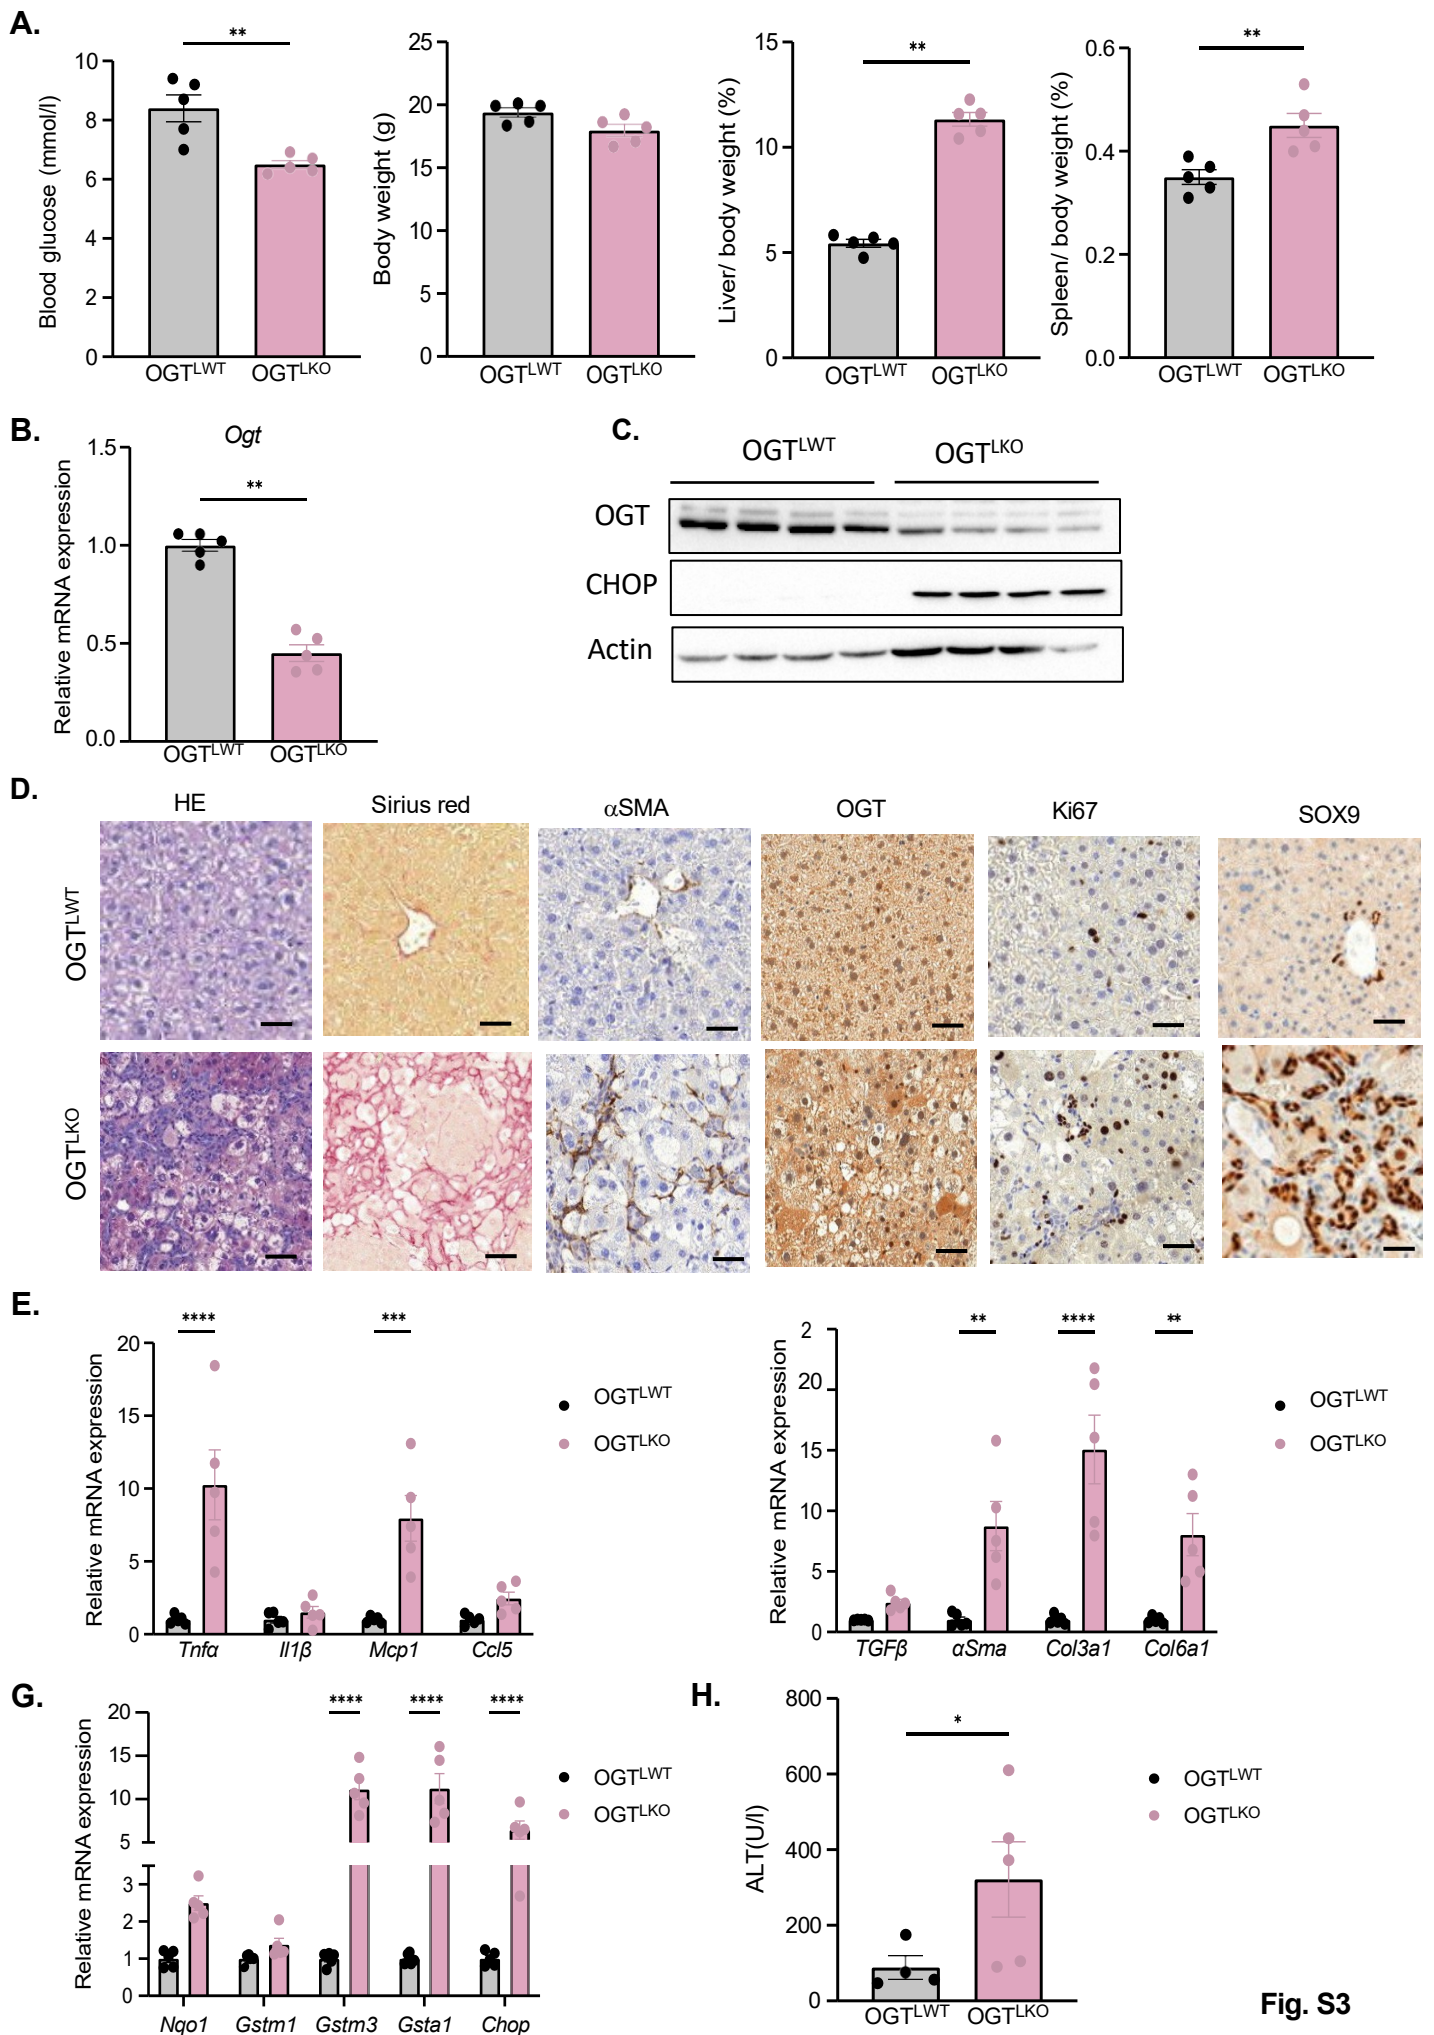 A.
**
10
8
6
4
2
0
Blood glucose (mmol/l)
OGTLWT OGTLKO
25
20
15
10
5
0
Body weight (g)
OGTLWT OGTLKO
**
15
10
5
0
Liver/ body weight (%)
OGTLWT OGTLKO
**
0.6
0.4
0.2
0.0
Spleen/ body weight (%)
OGTLWT OGTLKO
B.
Ogt
**
1.5
1.0
0.5
0.0
Relative mRNA expression
OGTLWT OGTLKO
C.
OGTLWT OGTLKO
OGT
CHOP
Actin
D.
HE Sirius red αSMA OGT Ki67 SOX9
OGTLWT
OGTLKO
E.
**** ***
20
15
10
5
0
Relative mRNA expression
Tnfα Il1β Mcp1 Ccl5
OGTLWT
OGTLKO
** **** **
2
20
15
10
5
0
Relative mRNA expression
TGFβ αSma Col3a1 Col6a1
OGTLWT
OGTLKO
G.
**** **** ****
20
15
10
5
3
2
1
0
Relative mRNA expression
Nqo1 Gstm1 Gstm3 Gsta1 Chop
OGTLWT
OGTLKO
H.
*
800
600
400
200
0
ALT(U/l)
OGTLWT OGTLKO
OGTLWT
OGTLKO
Fig. S3